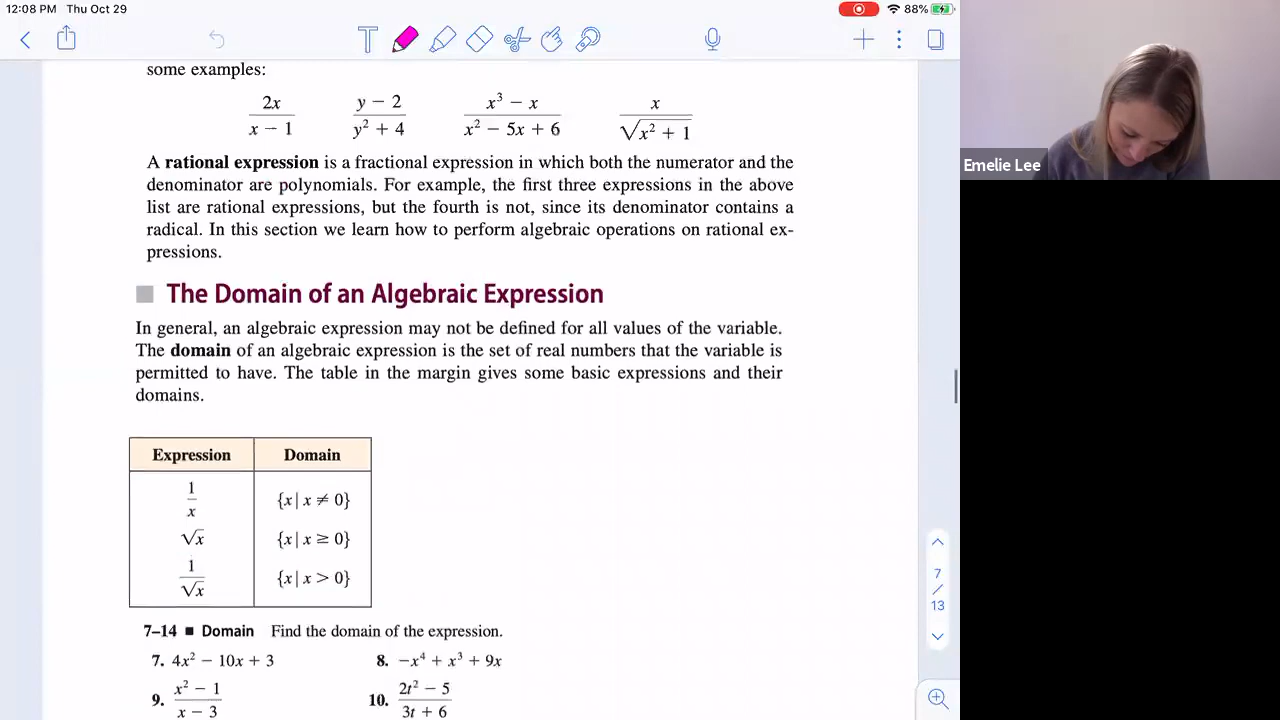 12:08 PM Thu Oct 29
88%
T
some examples:
2x / x − 1   y − 2 / y² + 4   x³ − x / x² − 5x + 6   x / √x² + 1
A rational expression is a fractional expression in which both the numerator and the
denominator are polynomials. For example, the first three expressions in the above
list are rational expressions, but the fourth is not, since its denominator contains a
radical. In this section we learn how to perform algebraic operations on rational ex-
pressions.
The Domain of an Algebraic Expression
In general, an algebraic expression may not be defined for all values of the variable.
The domain of an algebraic expression is the set of real numbers that the variable is
permitted to have. The table in the margin gives some basic expressions and their
domains.
Expression Domain
1/x {x | x ≠ 0}
√x {x | x ≥ 0}
1/√x {x | x > 0}
7–14 ■ Domain Find the domain of the expression.
7. 4x² − 10x + 3 8. −x⁴ + x³ + 9x
9. x² − 1 / x − 3 10. 2t² − 5 / 3t + 6
7
/
13
Emelie Lee